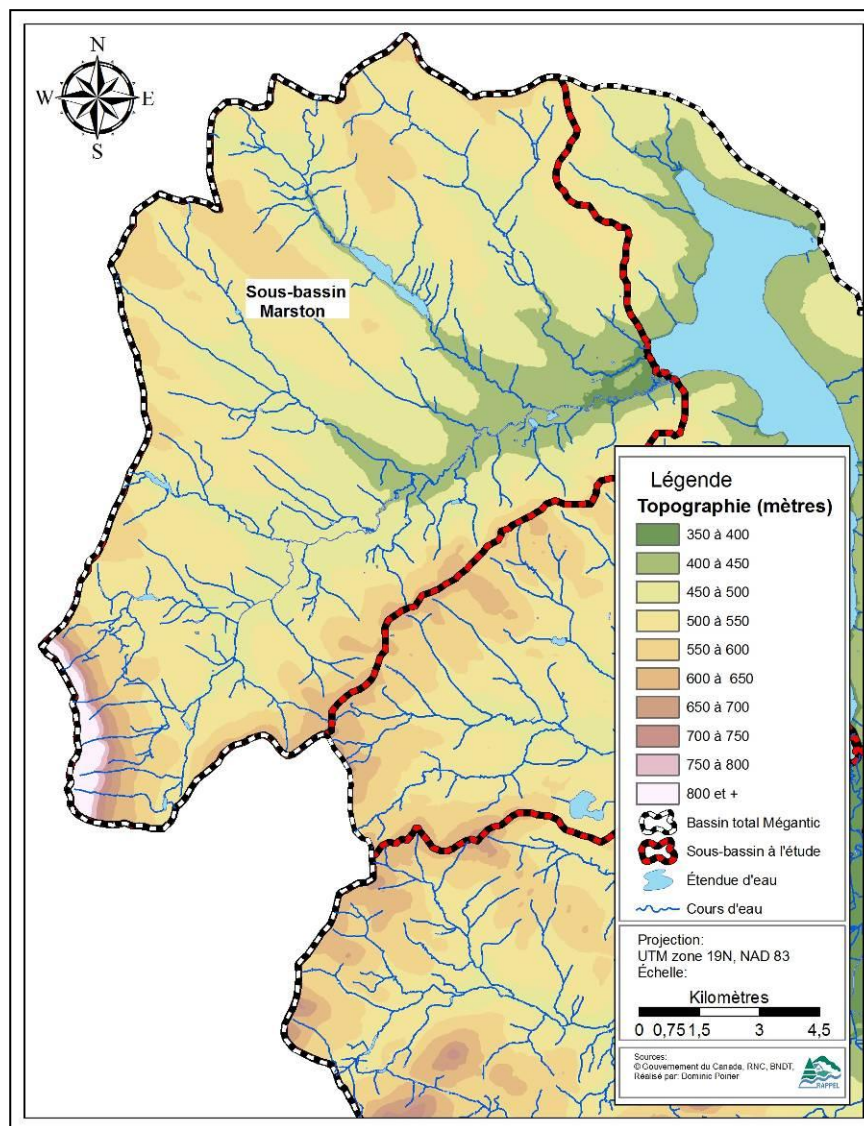 N
W E
S
Sous-bassin
Marston
Légende
Topographie (mètres)
350 à 400
400 à 450
450 à 500
500 à 550
550 à 600
600 à 650
650 à 700
700 à 750
750 à 800
800 et +
Bassin total Mégantic
Sous-bassin à l'étude
Étendue d'eau
Cours d'eau
Projection:
UTM zone 19N, NAD 83
Échelle:
Kilomètres
0 0,75 1,5 3 4,5
Sources:
© Gouvernement du Canada, RNC, BNDT,
Réalisé par: Dominic Poirier
RAPPEL